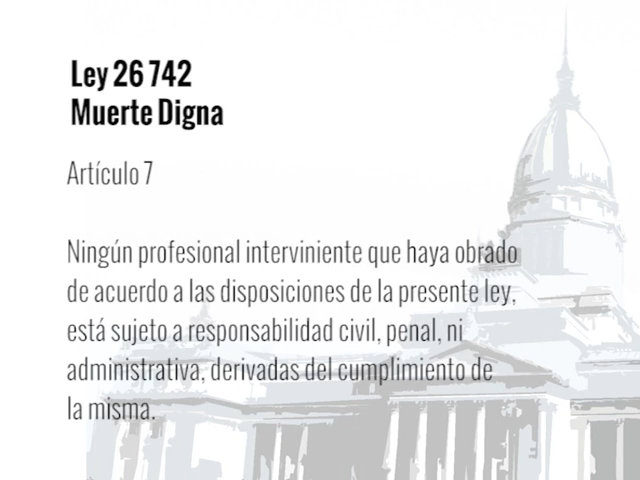 Ley 26 742
Muerte Digna
Artículo 7
Ningún profesional interviniente que haya obrado
de acuerdo a las disposiciones de la presente ley,
está sujeto a responsabilidad civil, penal, ni
administrativa, derivadas del cumplimiento de
la misma.